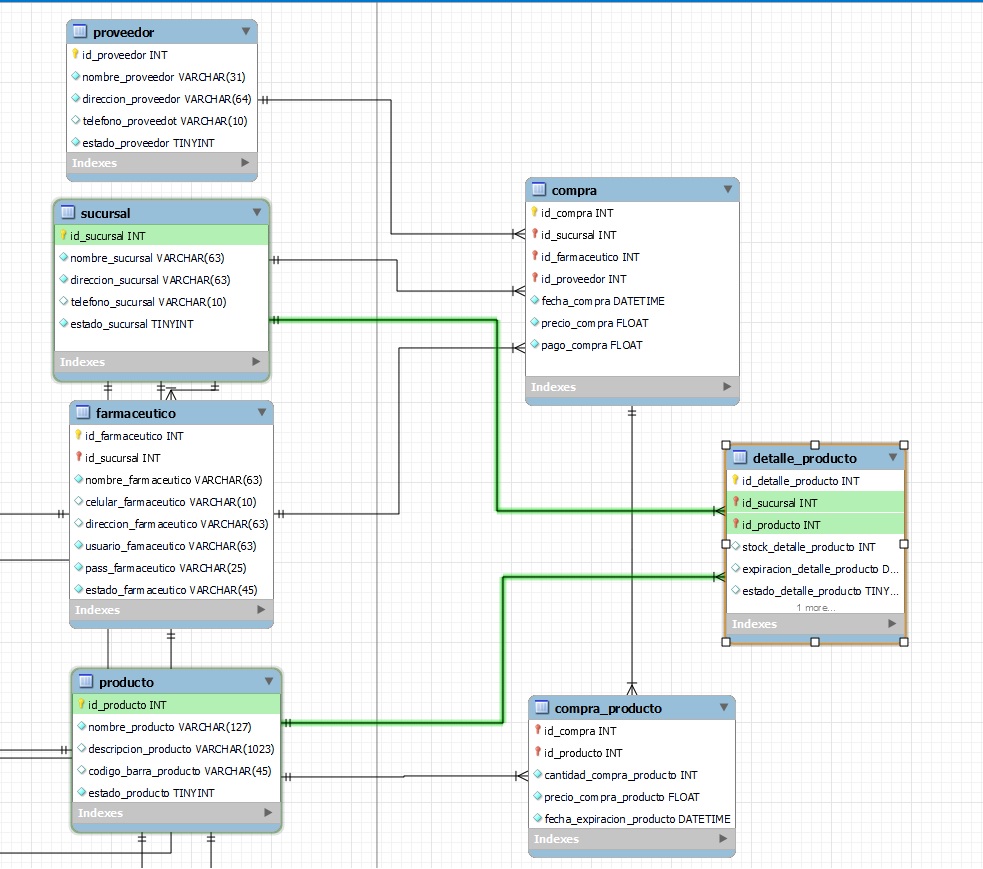 proveedor
id_proveedor INT
nombre_proveedor VARCHAR(31)
direccion_proveedor VARCHAR(64)
telefono_proveedot VARCHAR(10)
estado_proveedor TINYINT
Indexes
sucursal
id_sucursal INT
nombre_sucursal VARCHAR(63)
direccion_sucursal VARCHAR(63)
telefono_sucursal VARCHAR(10)
estado_sucursal TINYINT
Indexes
compra
id_compra INT
id_sucursal INT
id_farmaceutico INT
id_proveedor INT
fecha_compra DATETIME
precio_compra FLOAT
pago_compra FLOAT
Indexes
farmaceutico
id_farmaceutico INT
id_sucursal INT
nombre_farmaceutico VARCHAR(63)
celular_farmaceutico VARCHAR(10)
direccion_farmaceutico VARCHAR(63)
usuario_famaceutico VARCHAR(63)
pass_farmaceutico VARCHAR(25)
estado_farmaceutico VARCHAR(45)
Indexes
detalle_producto
id_detalle_producto INT
id_sucursal INT
id_producto INT
stock_detalle_producto INT
expiracion_detalle_producto D...
estado_detalle_producto TINY...
1 more...
Indexes
producto
id_producto INT
nombre_producto VARCHAR(127)
descripcion_producto VARCHAR(1023)
codigo_barra_producto VARCHAR(45)
estado_producto TINYINT
Indexes
compra_producto
id_compra INT
id_producto INT
cantidad_compra_producto INT
precio_compra_producto FLOAT
fecha_expiracion_producto DATETIME
Indexes